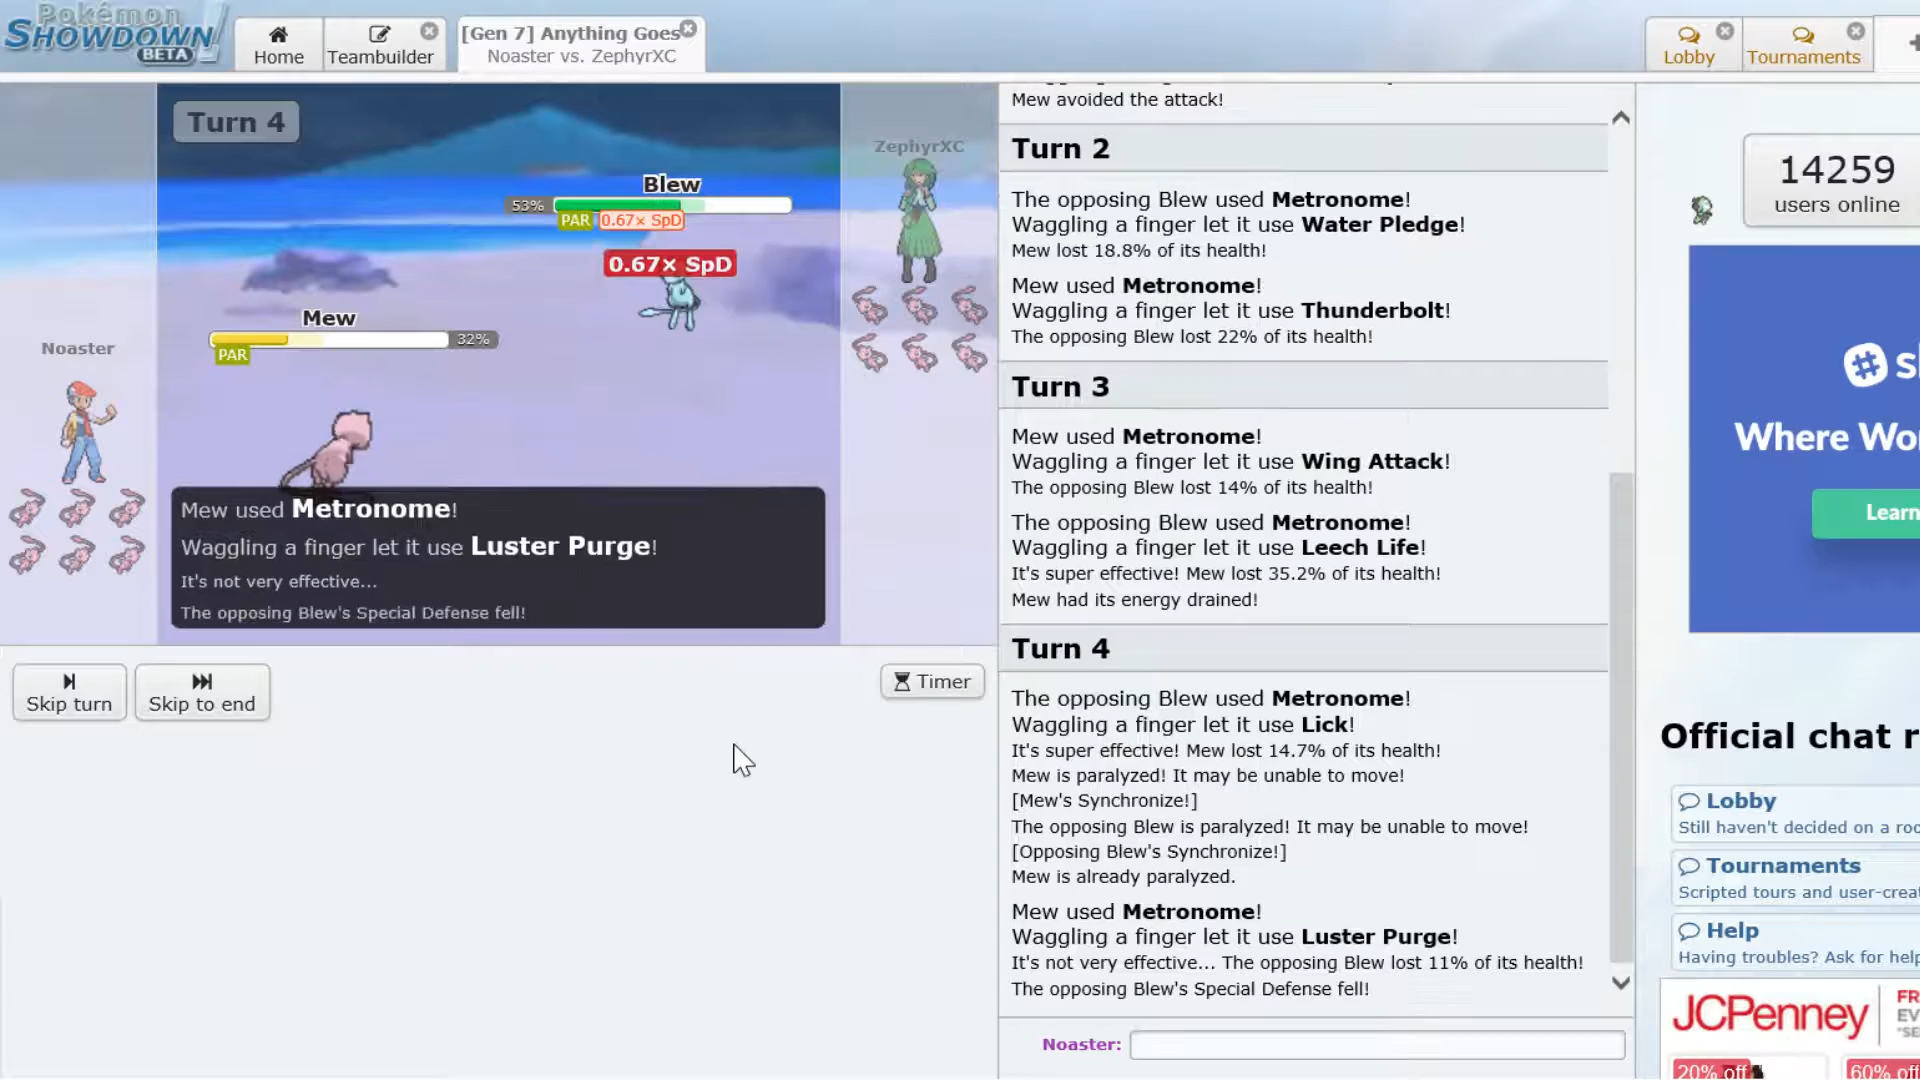 Pokémon
SHOWDOWN
BETA
Home
Teambuilder
[Gen 7] Anything Goes
Noaster vs. ZephyrXC
Lobby
Tournaments
Turn 4
Blew
53%
PAR 0.67× SpD
0.67× SpD
Mew
32%
PAR
Noaster
ZephyrXC
Mew used Metronome!
Waggling a finger let it use Luster Purge!
It's not very effective...
The opposing Blew's Special Defense fell!
Skip turn
Skip to end
Timer
Mew avoided the attack!
Turn 2
The opposing Blew used Metronome!
Waggling a finger let it use Water Pledge!
Mew lost 18.8% of its health!
Mew used Metronome!
Waggling a finger let it use Thunderbolt!
The opposing Blew lost 22% of its health!
Turn 3
Mew used Metronome!
Waggling a finger let it use Wing Attack!
The opposing Blew lost 14% of its health!
The opposing Blew used Metronome!
Waggling a finger let it use Leech Life!
It's super effective! Mew lost 35.2% of its health!
Mew had its energy drained!
Turn 4
The opposing Blew used Metronome!
Waggling a finger let it use Lick!
It's super effective! Mew lost 14.7% of its health!
Mew is paralyzed! It may be unable to move!
[Mew's Synchronize!]
The opposing Blew is paralyzed! It may be unable to move!
[Opposing Blew's Synchronize!]
Mew is already paralyzed.
Mew used Metronome!
Waggling a finger let it use Luster Purge!
It's not very effective... The opposing Blew lost 11% of its health!
The opposing Blew's Special Defense fell!
Noaster:
14259
users online
Where Wo
Learn
Official chat r
Lobby
Still haven't decided on a roo
Tournaments
Scripted tours and user-creat
Help
Having troubles? Ask for help
JCPenney
FR
EV
"SE
20% off
60% off